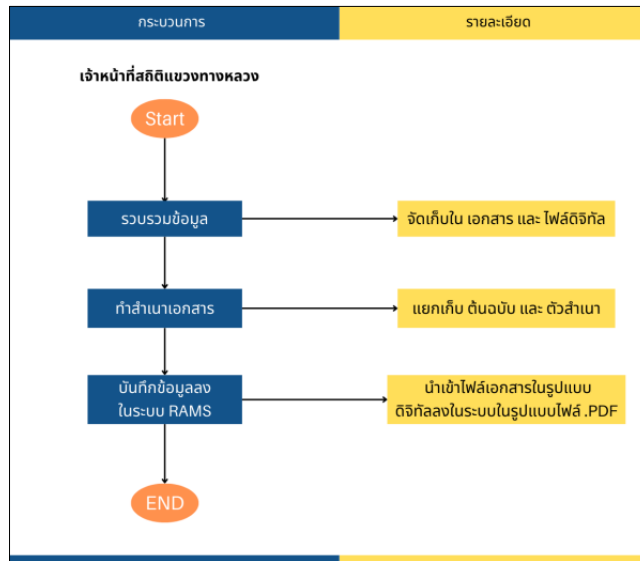 กระบวนการ
รายละเอียด
เจ้าหน้าที่สถิติแขวงทางหลวง
Start
รวบรวมข้อมูล
จัดเก็บใน เอกสาร และ ไฟล์ดิจิทัล
ทำสำเนาเอกสาร
แยกเก็บ ต้นฉบับ และ ตัวสำเนา
บันทึกข้อมูลลง
ในระบบ RAMS
นำเข้าไฟล์เอกสารในรูปแบบ
ดิจิทัลลงในระบบในรูปแบบไฟล์ .PDF
END